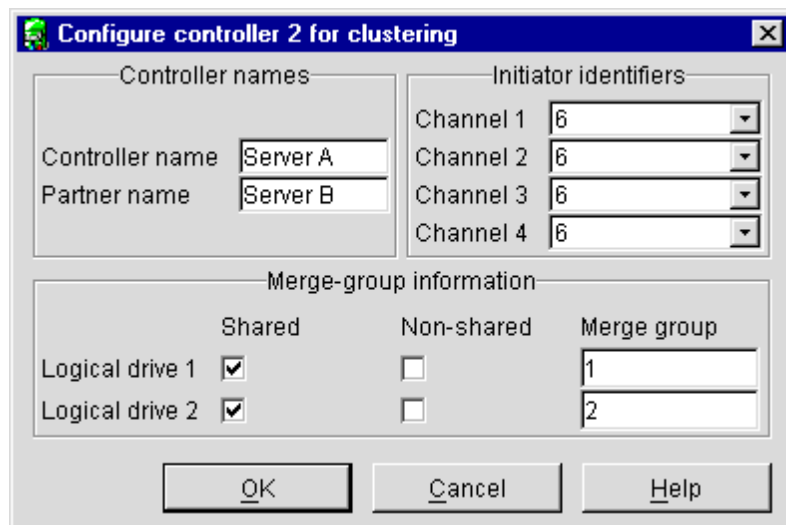 Configure controller 2 for clustering
Controller names
Initiator identifiers
Controller name Server A
Partner name Server B
Channel 1 6
Channel 2 6
Channel 3 6
Channel 4 6
Merge-group information
Shared Non-shared Merge group
Logical drive 1 1
Logical drive 2 2
OK Cancel Help